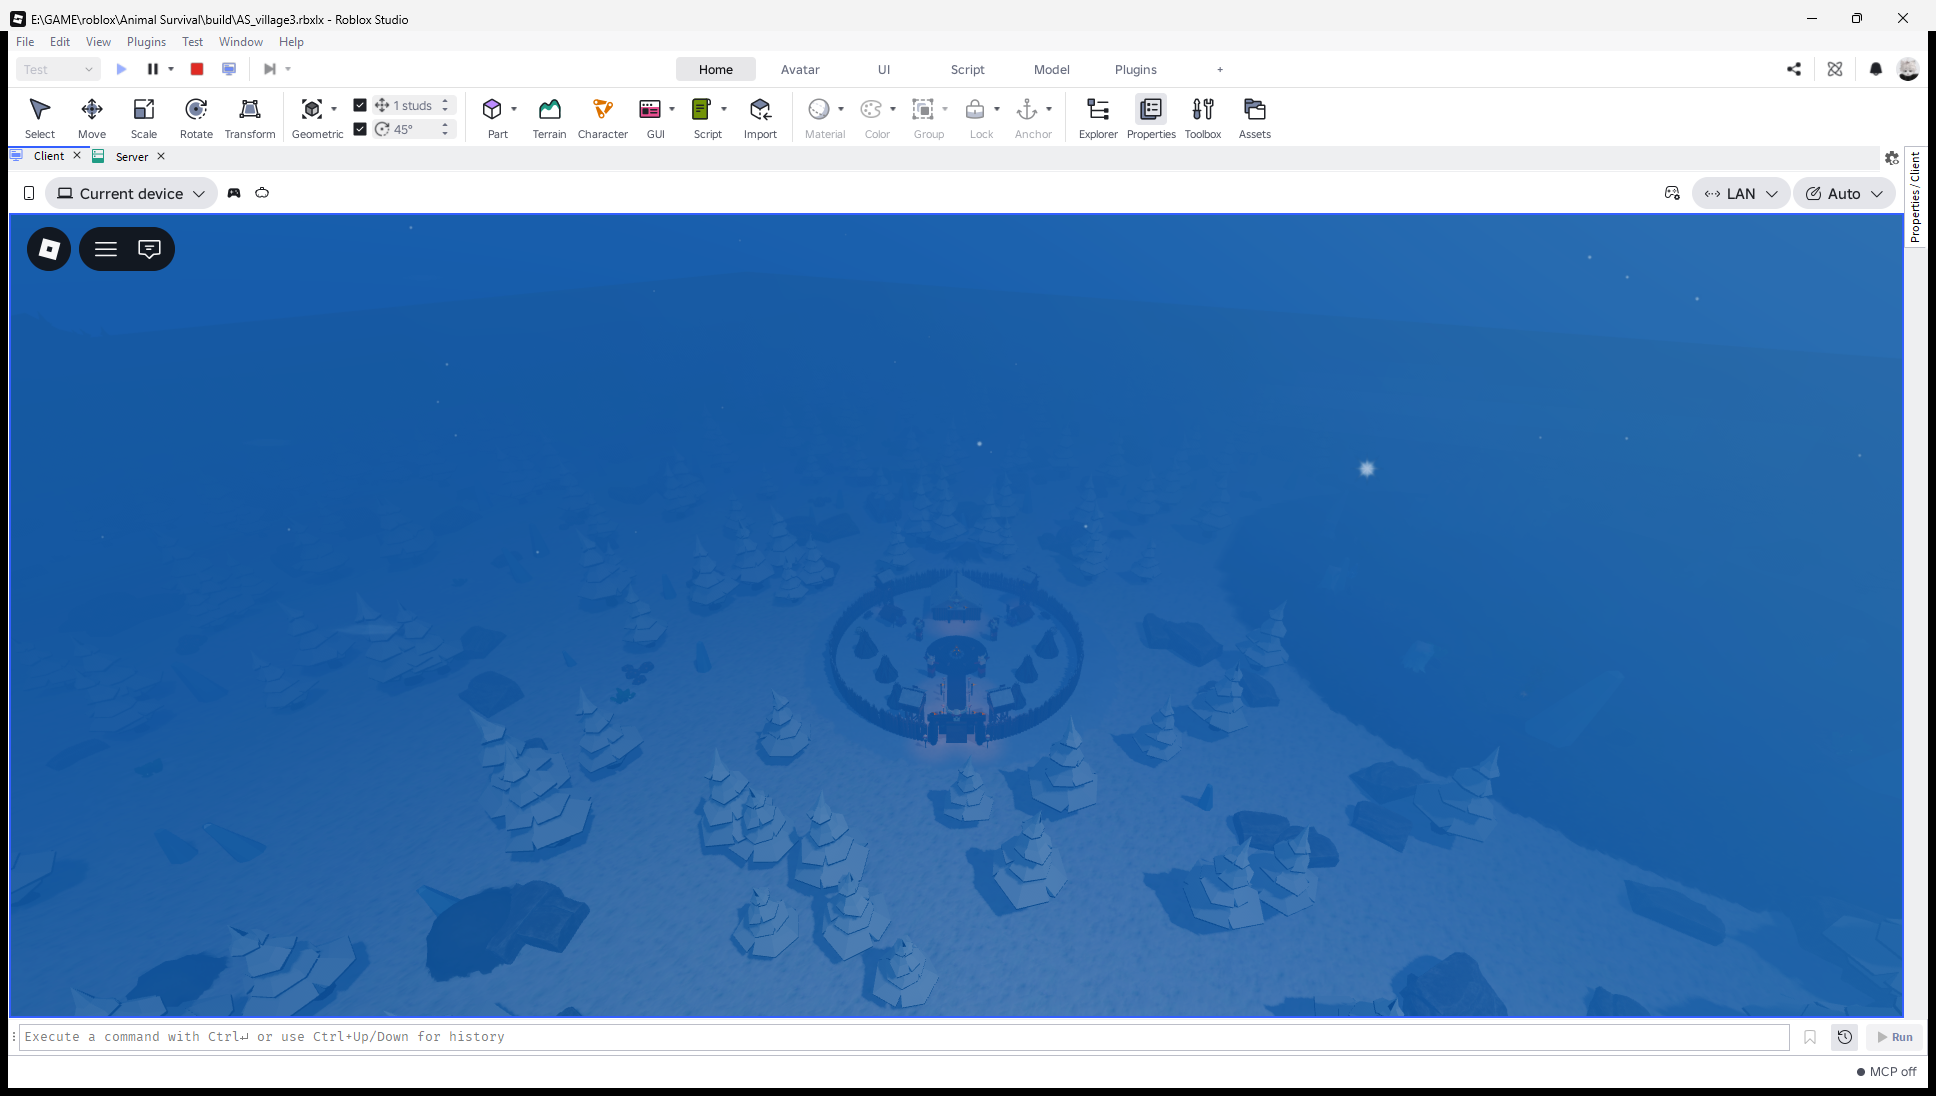 E:\GAME\roblox\Animal Survival\build\AS_village3.rbxlx - Roblox Studio
File Edit View Plugins Test Window Help
Test Home Avatar UI Script Model Plugins +
1 studs
45°
Select Move Scale Rotate Transform Geometric Part Terrain Character GUI Script Import Material Color Group Lock Anchor Explorer Properties Toolbox Assets
Client Server
Properties / Client
Current device LAN Auto
Execute a command with Ctrl↵ or use Ctrl+Up/Down for history
Run
MCP off